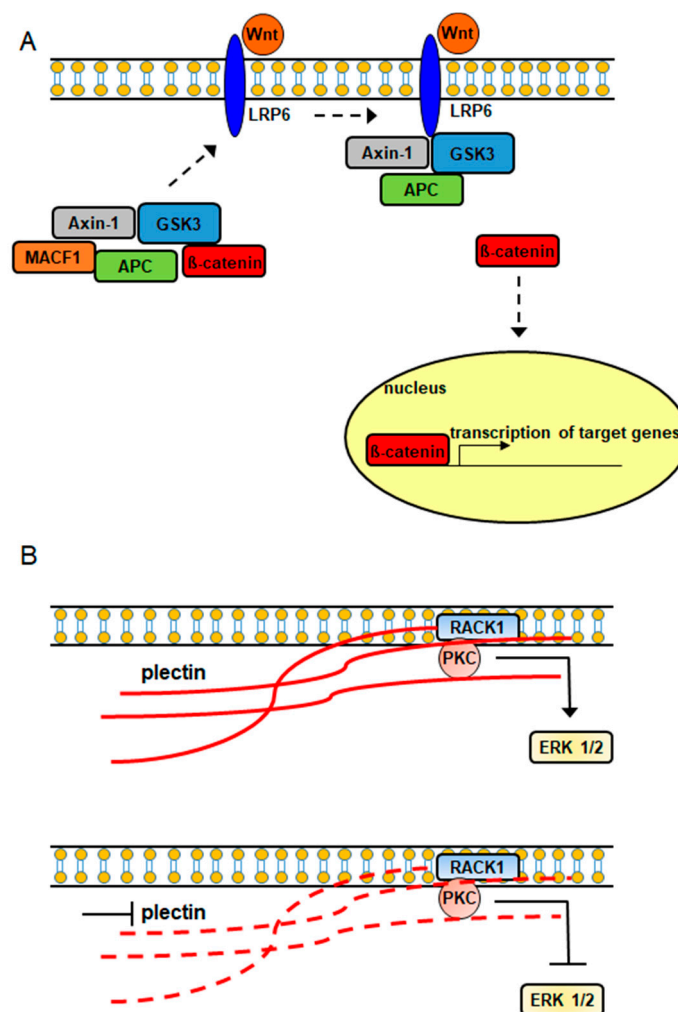 A
Wnt
Wnt
LRP6
LRP6
Axin-1
GSK3
APC
Axin-1
GSK3
MACF1
APC
ß-catenin
ß-catenin
nucleus
transcription of target genes
ß-catenin
B
RACK1
plectin
PKC
ERK 1/2
RACK1
plectin
PKC
ERK 1/2